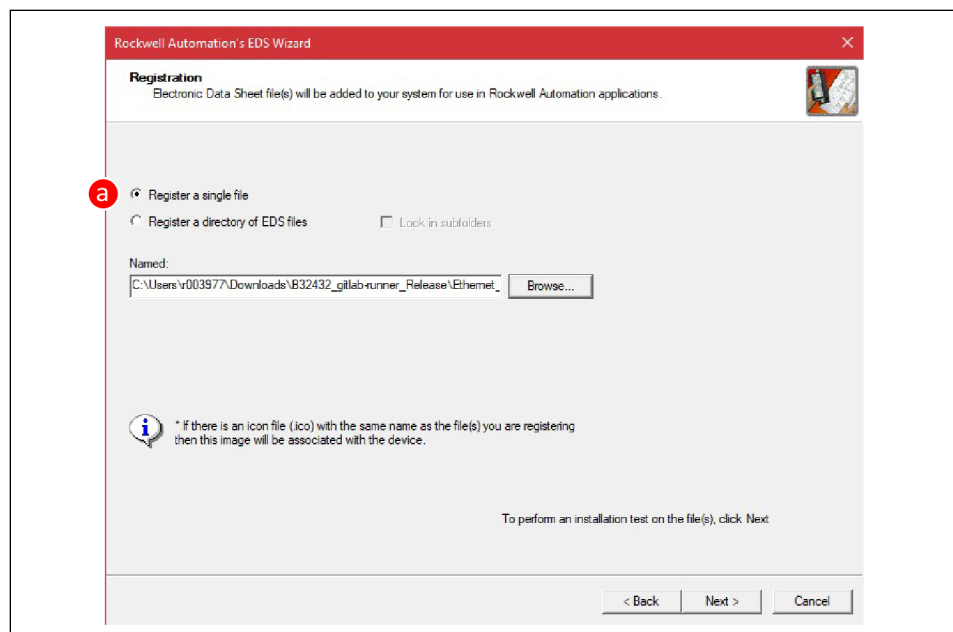 Rockwell Automation's EDS Wizard
Registration
Electronic Data Sheet file(s) will be added to your system for use in Rockwell Automation applications.
a
Register a single file
Register a directory of EDS files
Look in subfolders
Named:
C:\Users\r003977\Downloads\B32432_gitlab-runner_Release\Ethernet_
Browse...
* If there is an icon file (.ico) with the same name as the file(s) you are registering
then this image will be associated with the device.
To perform an installation test on the file(s), click Next
< Back
Next >
Cancel